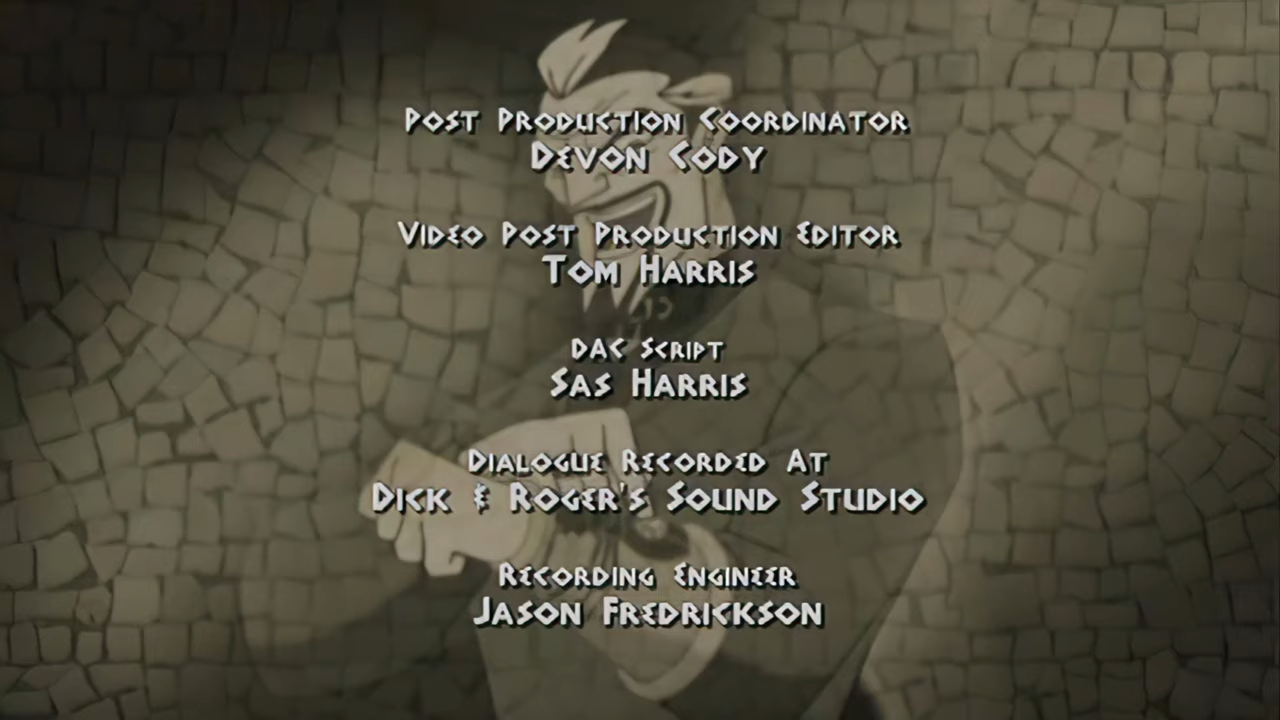 Post Production Coordinator
Devon Cody
Video Post Production Editor
Tom Harris
DAC Script
Sas Harris
Dialogue Recorded At
Dick & Roger's Sound Studio
Recording Engineer
Jason Fredrickson